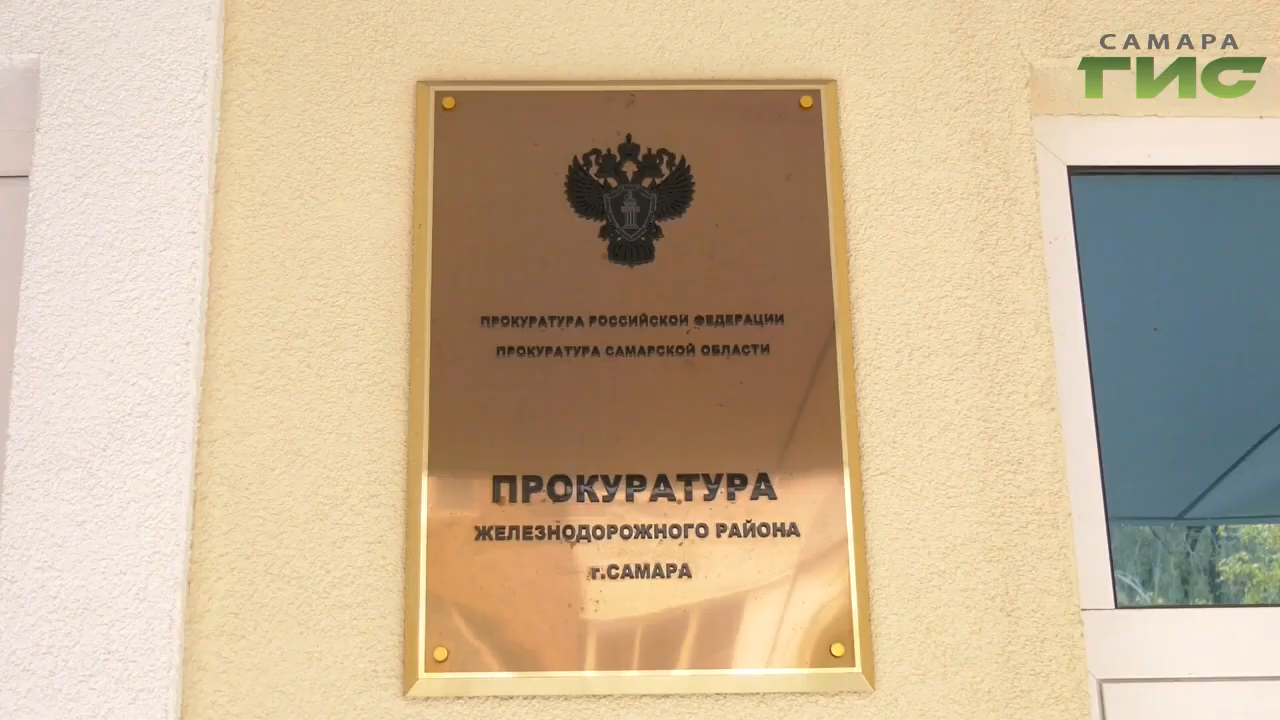 САМАРА
ГИС
ПРОКУРАТУРА РОССИЙСКОЙ ФЕДЕРАЦИИ
ПРОКУРАТУРА САМАРСКОЙ ОБЛАСТИ
ПРОКУРАТУРА
ЖЕЛЕЗНОДОРОЖНОГО РАЙОНА
г.САМАРА